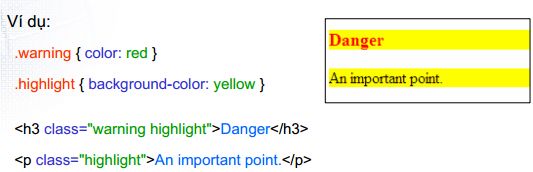 Ví dụ:
.warning { color: red }
.highlight { background-color: yellow }
<h3 class="warning highlight">Danger</h3>
<p class="highlight">An important point.</p>
Danger
An important point.